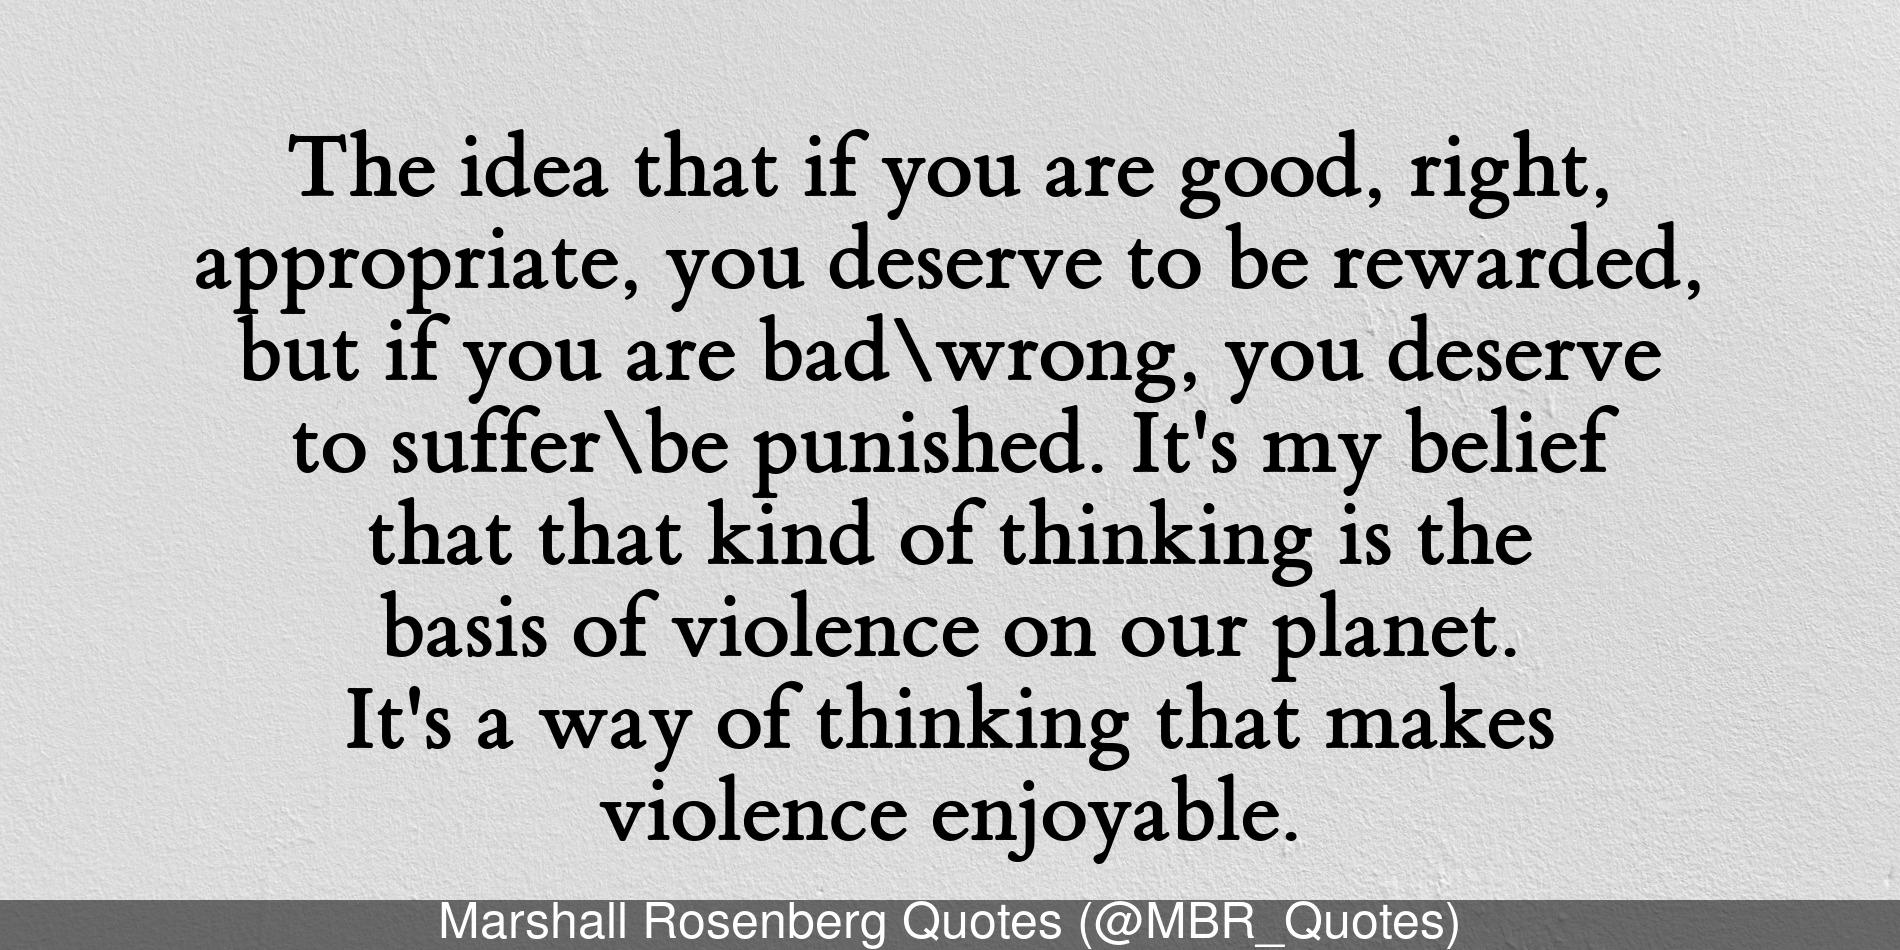 The idea that if you are good, right,
appropriate, you deserve to be rewarded,
but if you are bad\wrong, you deserve
to suffer\be punished. It's my belief
that that kind of thinking is the
basis of violence on our planet.
It's a way of thinking that makes
violence enjoyable.
Marshall Rosenberg Quotes (@MBR_Quotes)